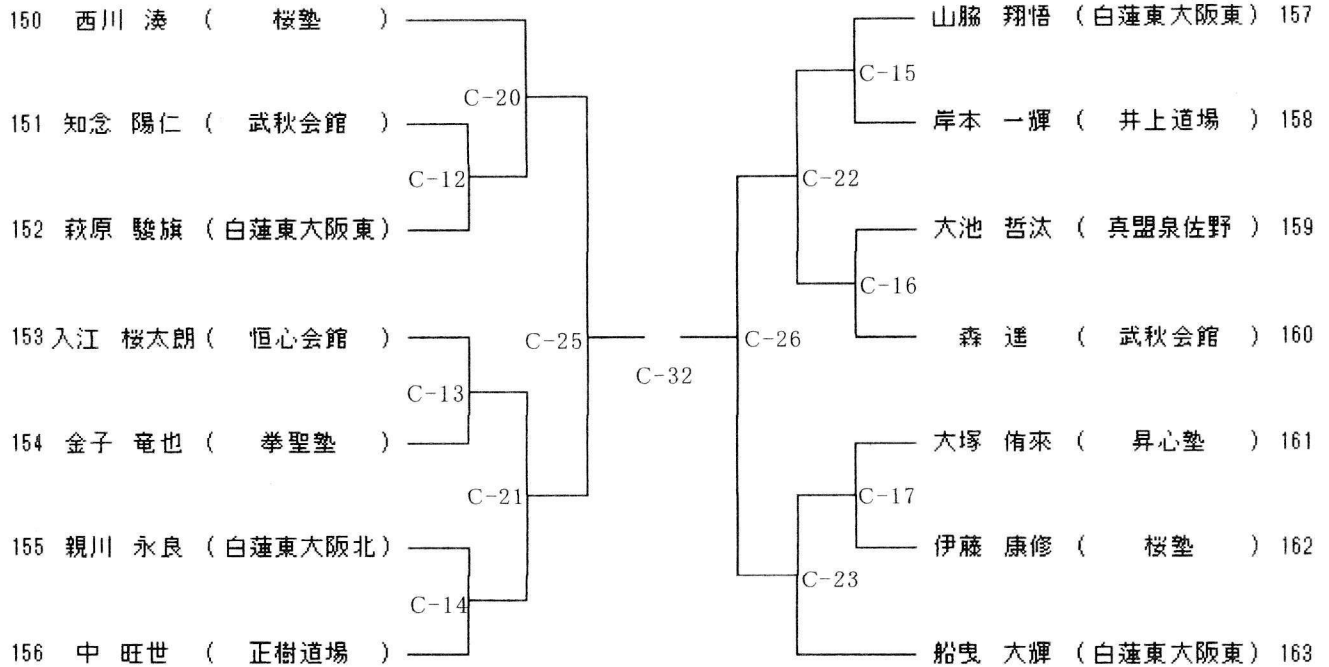 150 西川 湊 ( 桜塾 )
C-20
151 知念 陽仁 ( 武秋会館 )
C-12
152 萩原 駿旗 (白蓮東大阪東)
C-25
153 入江 桜太朗 ( 恒心会館 )
C-13
154 金子 竜也 ( 拳聖塾 )
C-21
155 親川 永良 (白蓮東大阪北)
C-14
156 中 旺世 ( 正樹道場 )
C-32
山脇 翔悟 (白蓮東大阪東) 157
C-15
岸本 一輝 ( 井上道場 ) 158
C-22
大池 哲汰 ( 真盟泉佐野 ) 159
C-16
森 遥 ( 武秋会館 ) 160
C-26
大塚 侑來 ( 昇心塾 ) 161
C-17
伊藤 康修 ( 桜塾 ) 162
C-23
船曳 大輝 (白蓮東大阪東) 163